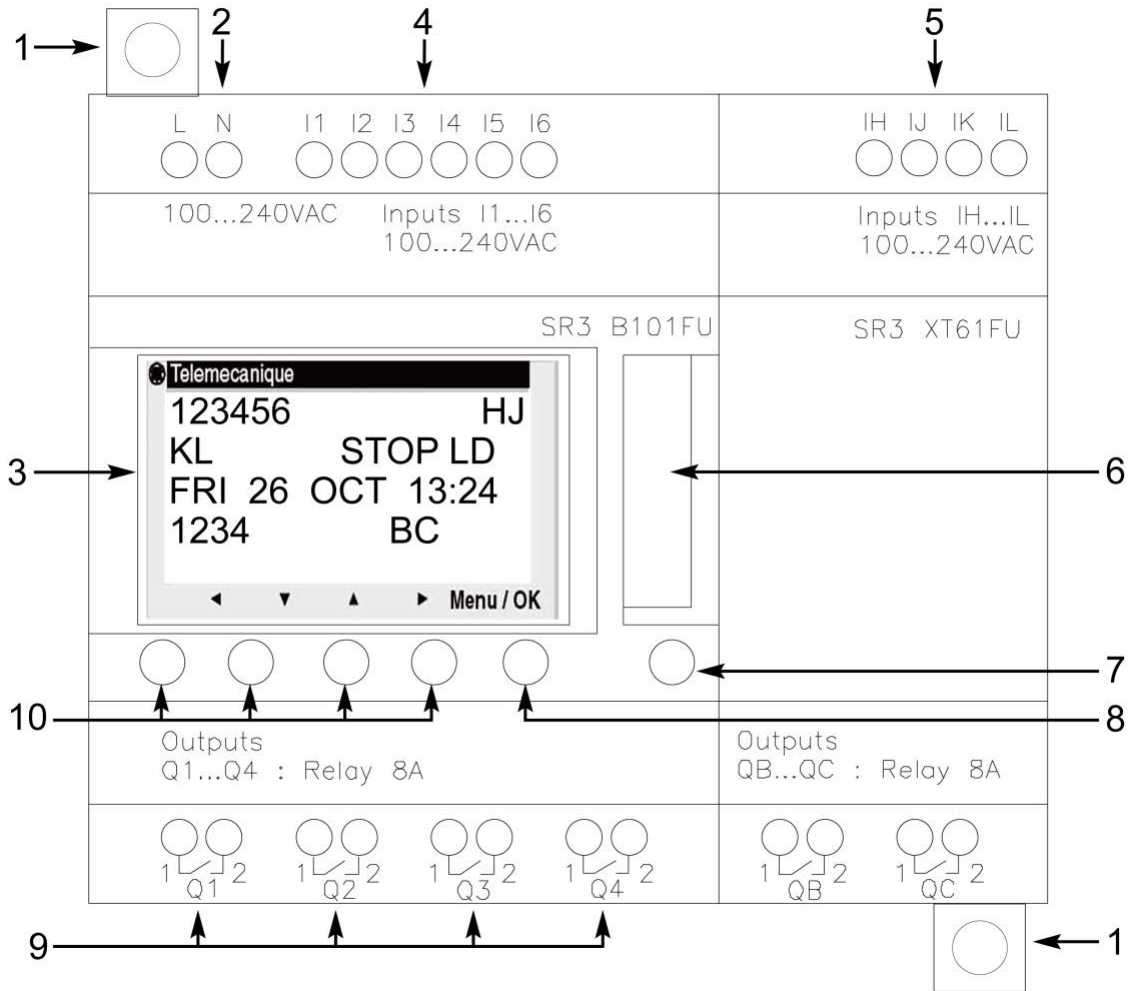 2 4 5
1
L N I1 I2 I3 I4 I5 I6 IH IJ IK IL
100...240VAC Inputs I1...I6 Inputs IH...IL
100...240VAC 100...240VAC
SR3 B101FU SR3 XT61FU
Telemecanique
123456 HJ
KL STOP LD
3 6
FRI 26 OCT 13:24
1234 BC
Menu / OK
7
10 8
Outputs Outputs
Q1...Q4 : Relay 8A QB...QC : Relay 8A
1 2 1 2 1 2 1 2 1 2 1 2
Q1 Q2 Q3 Q4 QB QC
9 1